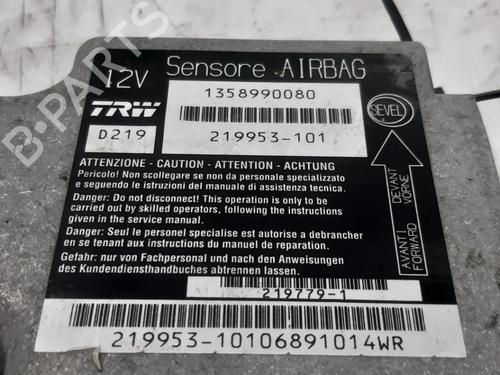 12V
Sensore AIRBAG
1358990080
TRW
D219
219953-101
SEVEL
ATTENZIONE - CAUTION - ATTENTION - ACHTUNG
Pericolo! Non scollegare se non da personale specializzato
e seguendo le istruzioni del manuale di assistenza tecnica.
Danger: Do not disconnect! This operation is only to be
carried out by skilled operators, following the instructions
given in the service manual.
Danger: Seul le personel specialise est autorise a debrancher
en se tenant aux instructions du manuel de reparation.
Gefahr: nur von Fachpersonal und nach den Anweisungen
des Kundendiensthandbuches abtrennen lassen.
AVANTI DEVANT
FORWARD VORNE
219779-1
219953-10106891014WR
B-PARTS